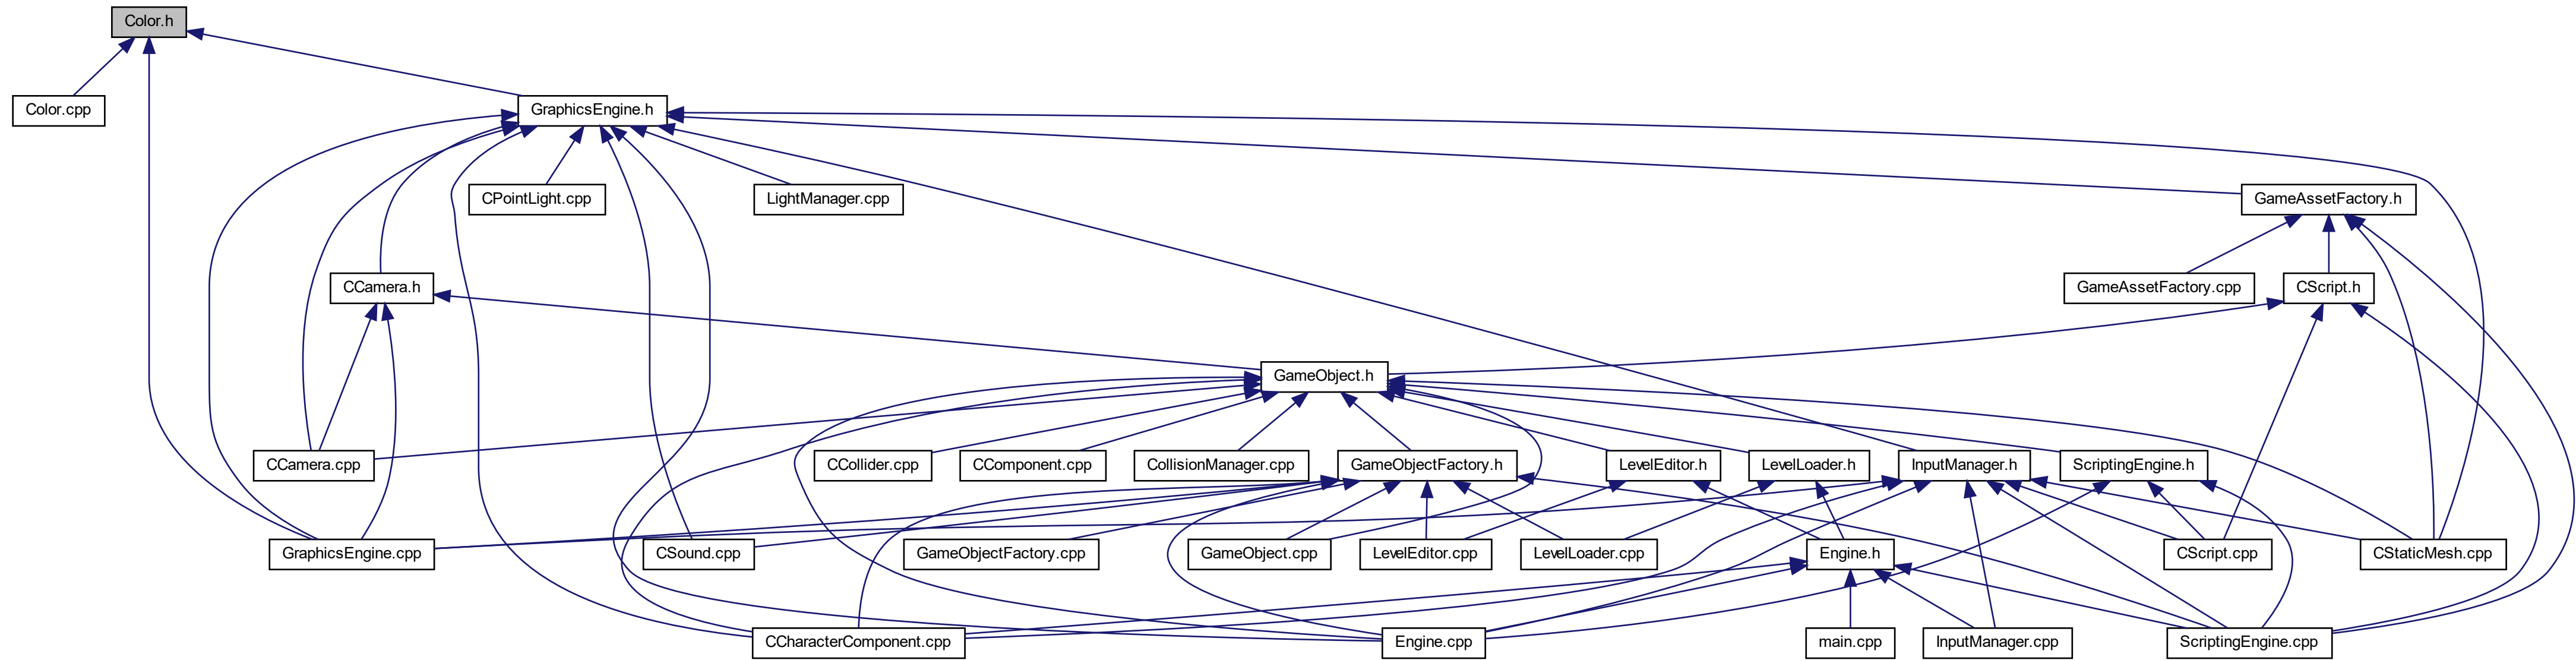 Color.h
Color.cpp
GraphicsEngine.h
CPointLight.cpp
LightManager.cpp
GameAssetFactory.h
CCamera.h
GameAssetFactory.cpp
CScript.h
GameObject.h
CCamera.cpp
CCollider.cpp
CComponent.cpp
CollisionManager.cpp
GameObjectFactory.h
LevelEditor.h
LevelLoader.h
InputManager.h
ScriptingEngine.h
GraphicsEngine.cpp
CSound.cpp
GameObjectFactory.cpp
GameObject.cpp
LevelEditor.cpp
LevelLoader.cpp
Engine.h
CScript.cpp
CStaticMesh.cpp
CCharacterComponent.cpp
Engine.cpp
main.cpp
InputManager.cpp
ScriptingEngine.cpp